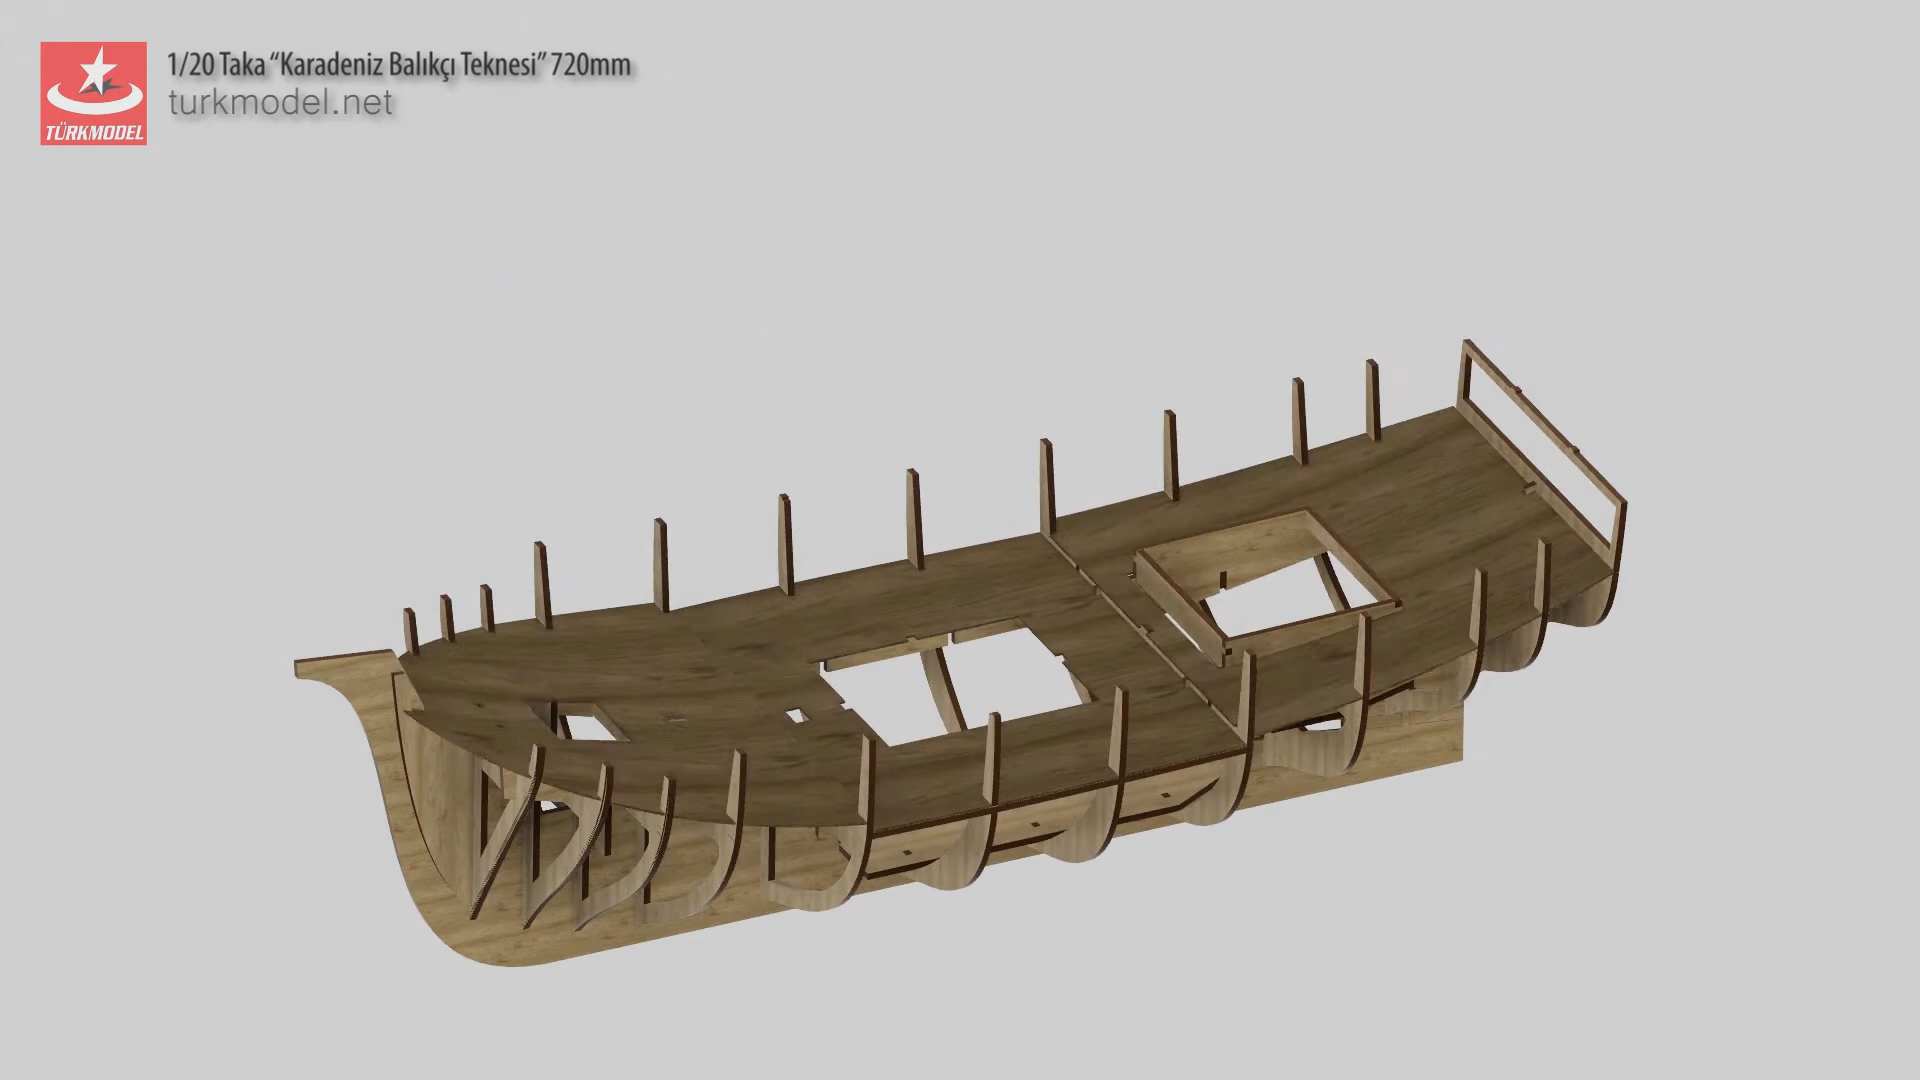 1/20 Taka “Karadeniz Balıkçı Teknesi” 720mm
turkmodel.net
TÜRKMODEL